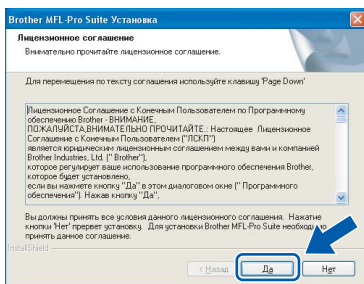 Brother MFL-Pro Suite Установка
Лицензионное соглашение
Внимательно прочитайте лицензионное соглашение.
Для перемещения по тексту соглашения используйте клавишу 'Page Down'
Лицензионное Соглашение с Конечным Пользователем по Программному
обеспечению Brother - ВНИМАНИЕ,
ПОЖАЛУЙСТА,ВНИМАТЕЛЬНО ПРОЧИТАЙТЕ.: Настоящее Лицензионное
Соглашение с Конечным Пользователем ("ЛСКП")
является юридическим лицензионным соглашением между вами и компанией
Brother Industries, Ltd. (" Brother"),
которое регулирует ваше использование программного обеспечения Brother,
которое будет установлено,
если вы нажмете кнопку "Да" в этом диалоговом окне (" Программного
обеспечения"). Нажав кнопку "Да",
Вы должны принять все условия данного лицензионного соглашения. Нажатие
кнопки 'Нет' прервет установку. Для установки Brother MFL-Pro Suite необходимо
принять данное соглашение.
InstallShield
< Назад Да Нет